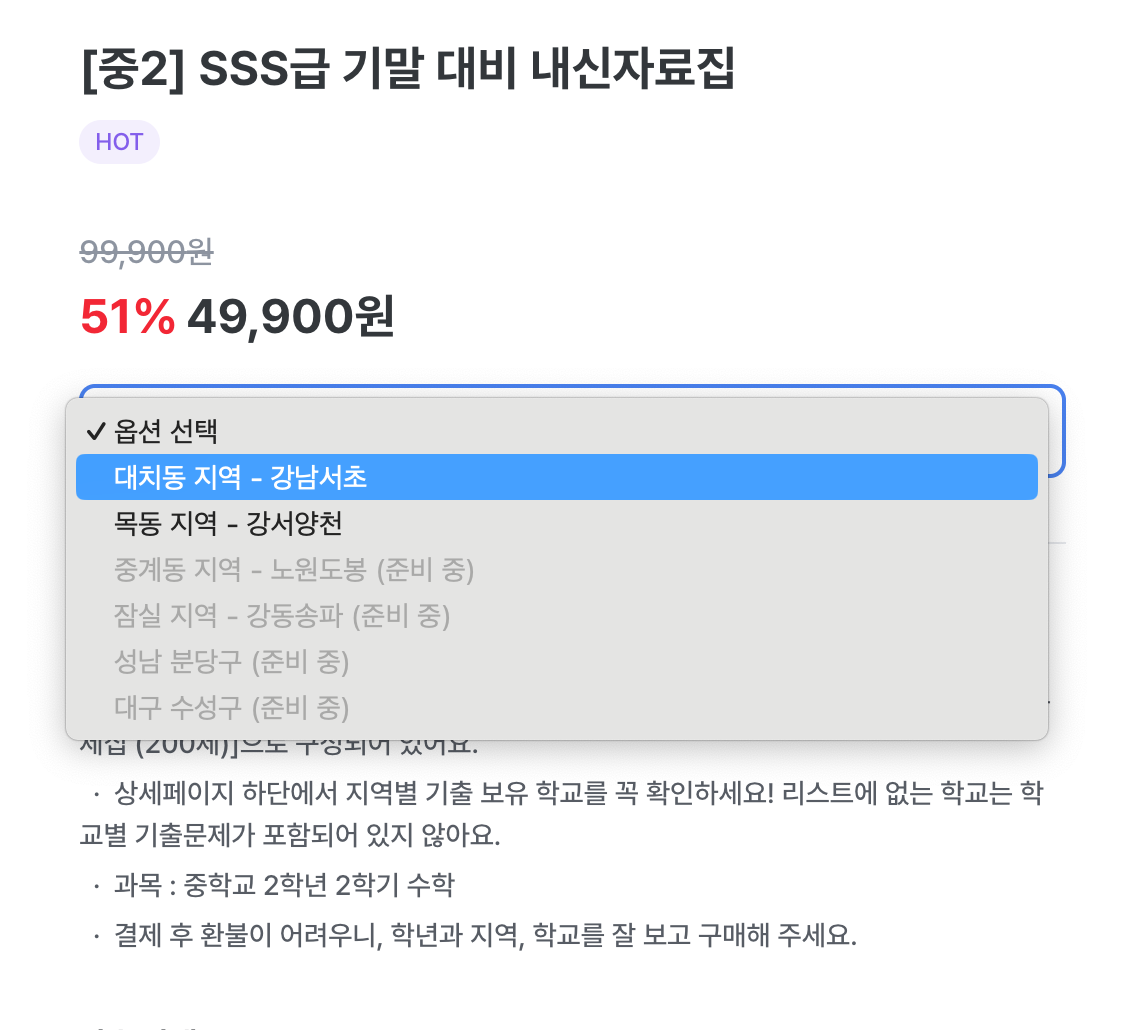 [중2] SSS급 기말 대비 내신자료집
HOT
99,900원
51% 49,900원
✓ 옵션 선택
대치동 지역 - 강남서초
목동 지역 - 강서양천
중계동 지역 - 노원도봉 (준비 중)
잠실 지역 - 강동송파 (준비 중)
성남 분당구 (준비 중)
대구 수성구 (준비 중)
제집 (200제)]으로 구성되어 있어요.
· 상세페이지 하단에서 지역별 기출 보유 학교를 꼭 확인하세요! 리스트에 없는 학교는 학
교별 기출문제가 포함되어 있지 않아요.
· 과목 : 중학교 2학년 2학기 수학
· 결제 후 환불이 어려우니, 학년과 지역, 학교를 잘 보고 구매해 주세요.